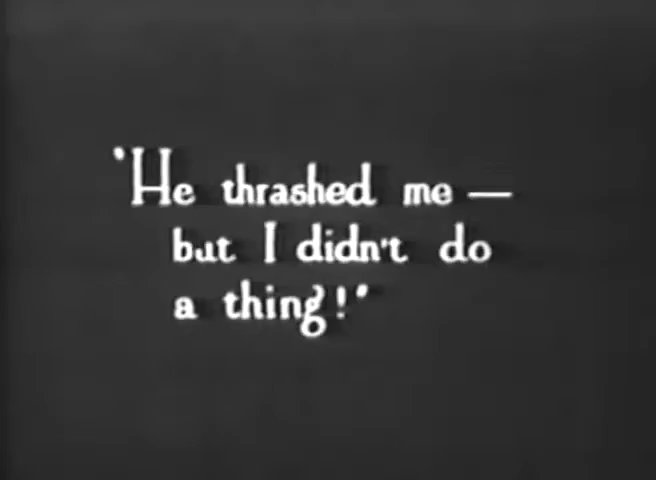 'He thrashed me —
but I didn't do
a thing!'